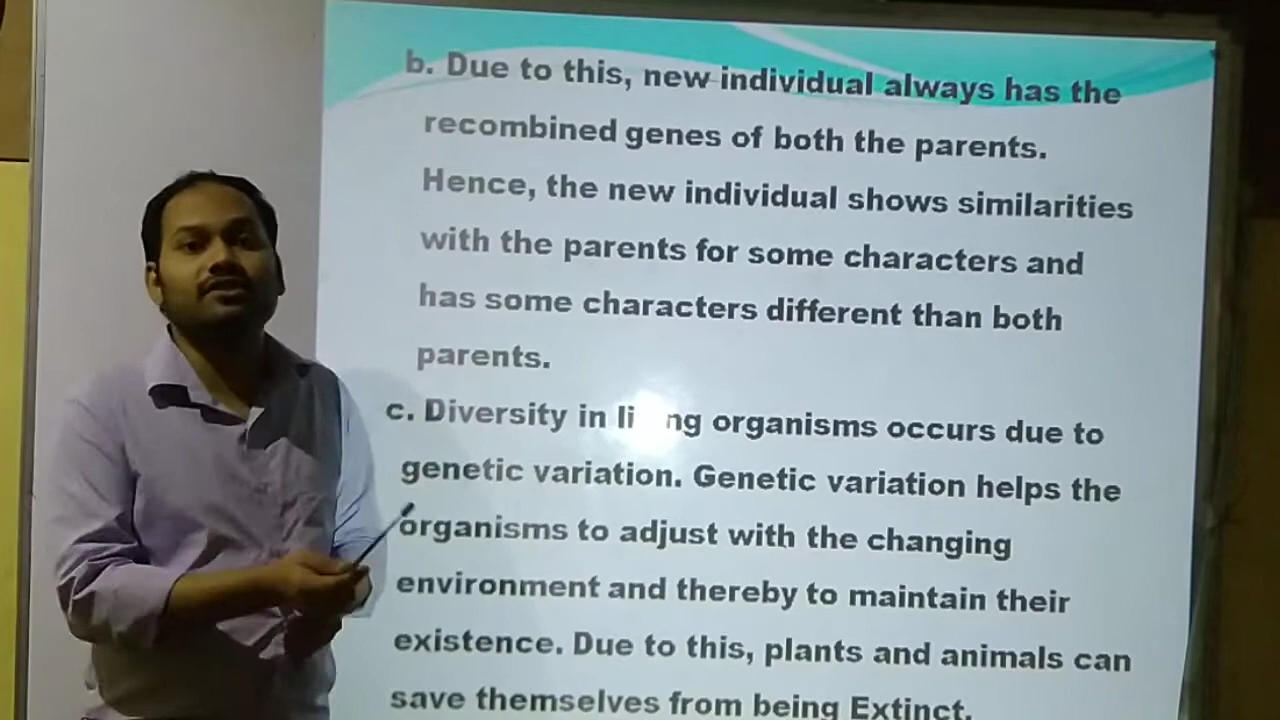 b. Due to this, new individual always has the
recombined genes of both the parents.
Hence, the new individual shows similarities
with the parents for some characters and
has some characters different than both
parents.
c. Diversity in li ng organisms occurs due to
genetic variation. Genetic variation helps the
organisms to adjust with the changing
environment and thereby to maintain their
existence. Due to this, plants and animals can
save themselves from being Extinct.